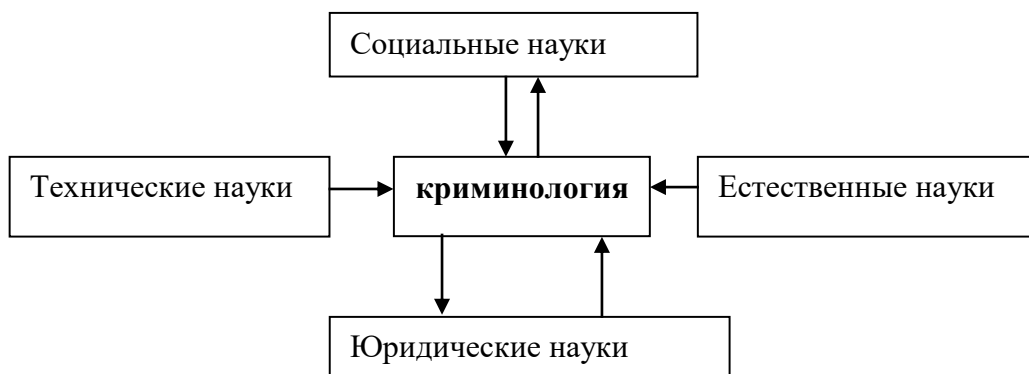 Социальные науки
Технические науки
криминология
Естественные науки
Юридические науки